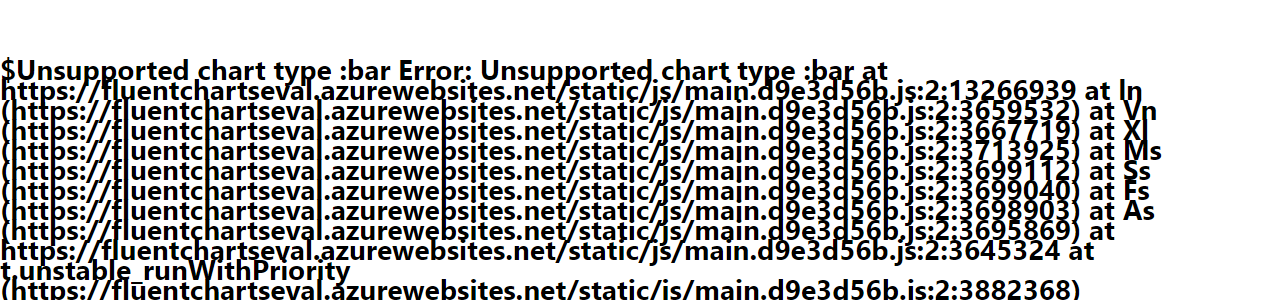 $Unsupported chart type :bar Error: Unsupported chart type :bar at
https://fluentchartseval.azurewebsites.net/static/js/main.d9e3d56b.js:2:13266939 at ln
(https://fluentchartseval.azurewebsites.net/static/js/main.d9e3d56b.js:2:3659532) at Vn
(https://fluentchartseval.azurewebsites.net/static/js/main.d9e3d56b.js:2:3667719) at Xl
(https://fluentchartseval.azurewebsites.net/static/js/main.d9e3d56b.js:2:3713925) at Ms
(https://fluentchartseval.azurewebsites.net/static/js/main.d9e3d56b.js:2:3699112) at Ss
(https://fluentchartseval.azurewebsites.net/static/js/main.d9e3d56b.js:2:3699040) at Fs
(https://fluentchartseval.azurewebsites.net/static/js/main.d9e3d56b.js:2:3698903) at As
(https://fluentchartseval.azurewebsites.net/static/js/main.d9e3d56b.js:2:3695869) at
https://fluentchartseval.azurewebsites.net/static/js/main.d9e3d56b.js:2:3645324 at
t.unstable_runWithPriority
(https://fluentchartseval.azurewebsites.net/static/js/main.d9e3d56b.js:2:3882368)